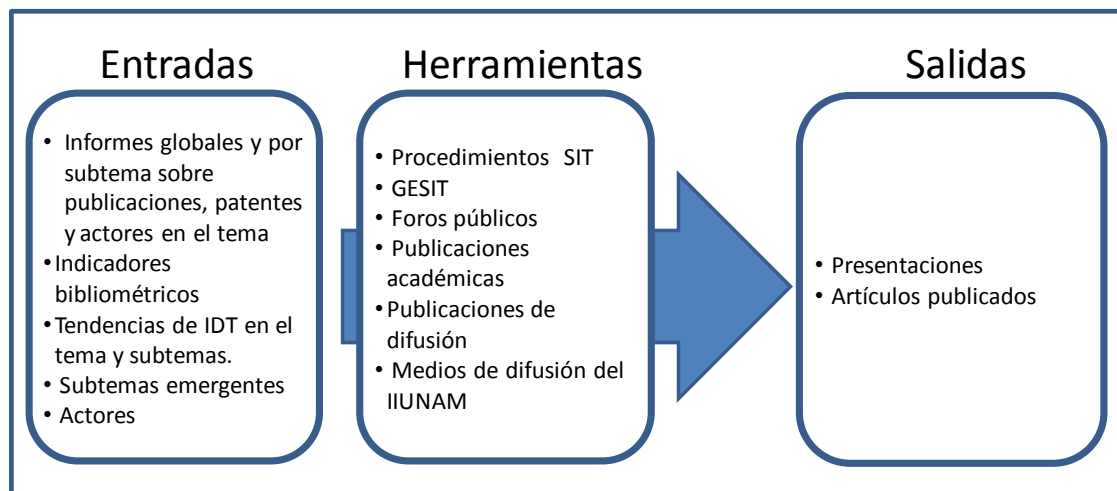 Entradas
• Informes globales y por
subtema sobre
publicaciones, patentes
y actores en el tema
• Indicadores
bibliométricos
• Tendencias de IDT en el
tema y subtemas.
• Subtemas emergentes
• Actores
Herramientas
• Procedimientos SIT
• GESIT
• Foros públicos
• Publicaciones
académicas
• Publicaciones de
difusión
• Medios de difusión del
IIUNAM
Salidas
• Presentaciones
• Artículos publicados